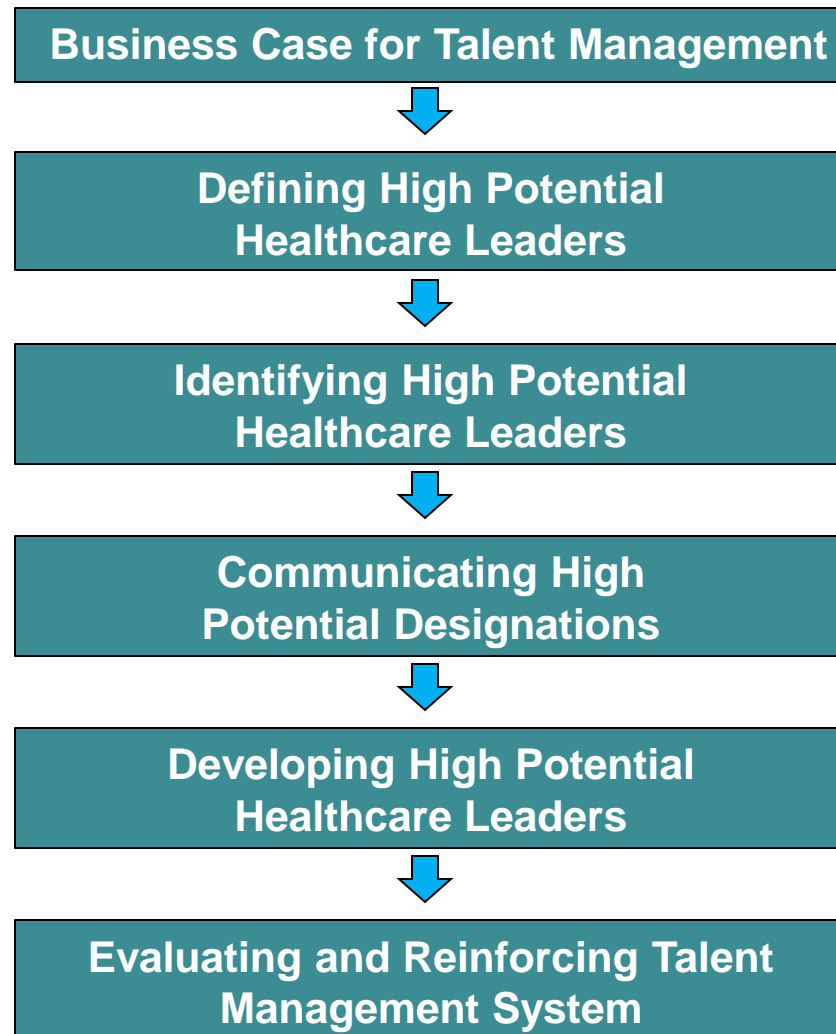 Business Case for Talent Management
Defining High Potential
Healthcare Leaders
Identifying High Potential
Healthcare Leaders
Communicating High
Potential Designations
Developing High Potential
Healthcare Leaders
Evaluating and Reinforcing Talent
Management System